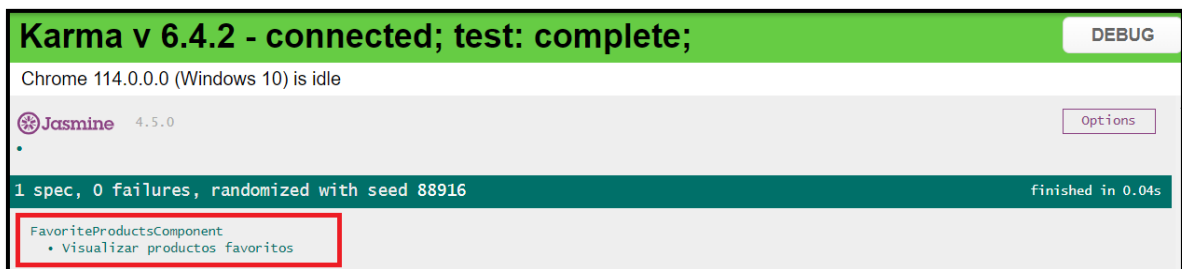 Karma v 6.4.2 - connected; test: complete;
DEBUG
Chrome 114.0.0.0 (Windows 10) is idle
Jasmine 4.5.0
Options
•
1 spec, 0 failures, randomized with seed 88916
finished in 0.04s
FavoriteProductsComponent
• Visualizar productos favoritos